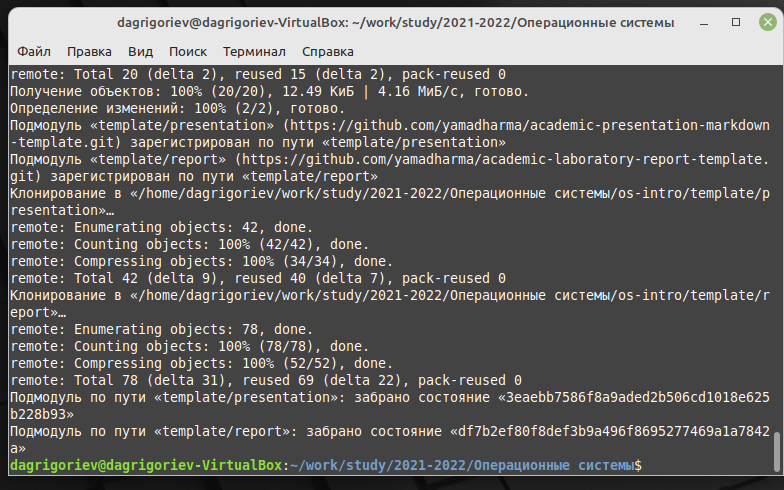 dagrigoriev@dagrigoriev-VirtualBox: ~/work/study/2021-2022/Операционные системы
Файл Правка Вид Поиск Терминал Справка
remote: Total 20 (delta 2), reused 15 (delta 2), pack-reused 0
Получение объектов: 100% (20/20), 12.49 КиБ | 4.16 МиБ/с, готово.
Определение изменений: 100% (2/2), готово.
Подмодуль «template/presentation» (https://github.com/yamadharma/academic-presentation-markdown
-template.git) зарегистрирован по пути «template/presentation»
Подмодуль «template/report» (https://github.com/yamadharma/academic-laboratory-report-template.
git) зарегистрирован по пути «template/report»
Клонирование в «/home/dagrigoriev/work/study/2021-2022/Операционные системы/os-intro/template/p
resentation»…
remote: Enumerating objects: 42, done.
remote: Counting objects: 100% (42/42), done.
remote: Compressing objects: 100% (34/34), done.
remote: Total 42 (delta 9), reused 40 (delta 7), pack-reused 0
Клонирование в «/home/dagrigoriev/work/study/2021-2022/Операционные системы/os-intro/template/r
eport»…
remote: Enumerating objects: 78, done.
remote: Counting objects: 100% (78/78), done.
remote: Compressing objects: 100% (52/52), done.
remote: Total 78 (delta 31), reused 69 (delta 22), pack-reused 0
Подмодуль по пути «template/presentation»: забрано состояние «3eaebb7586f8a9aded2b506cd1018e625
b228b93»
Подмодуль по пути «template/report»: забрано состояние «df7b2ef80f8def3b9a496f8695277469a1a7842
a»
dagrigoriev@dagrigoriev-VirtualBox:~/work/study/2021-2022/Операционные системы$